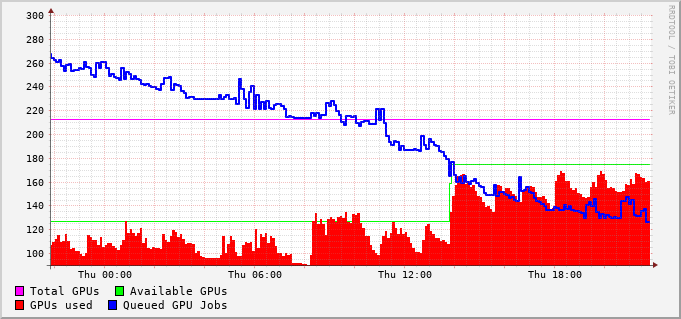 300
280
260
240
220
200
180
160
140
120
100
Thu 00:00 Thu 06:00 Thu 12:00 Thu 18:00
Total GPUs Available GPUs
GPUs used Queued GPU Jobs
RRDTOOL / TOBI OETIKER